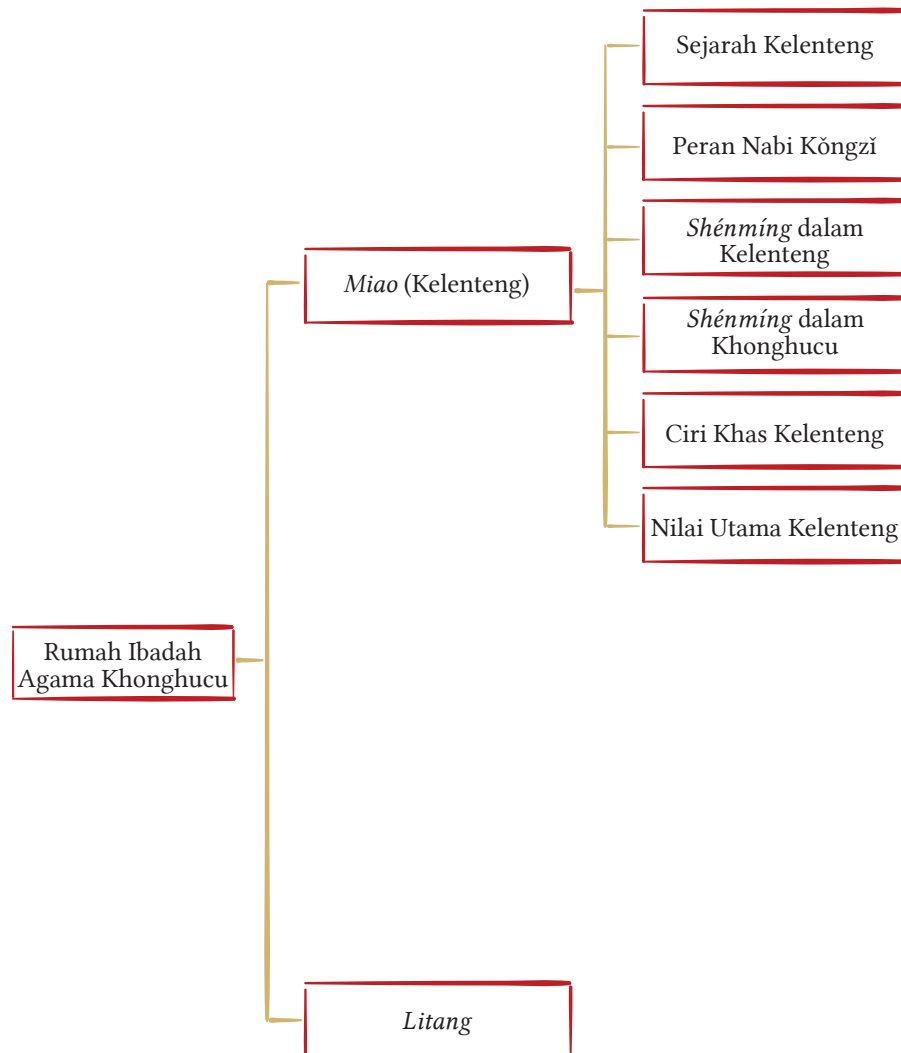 Rumah Ibadah
Agama Khonghucu
Miao (Kelenteng)
Sejarah Kelenteng
Peran Nabi Kǒngzǐ
Shénmíng dalam
Kelenteng
Shénmíng dalam
Khonghucu
Ciri Khas Kelenteng
Nilai Utama Kelenteng
Litang